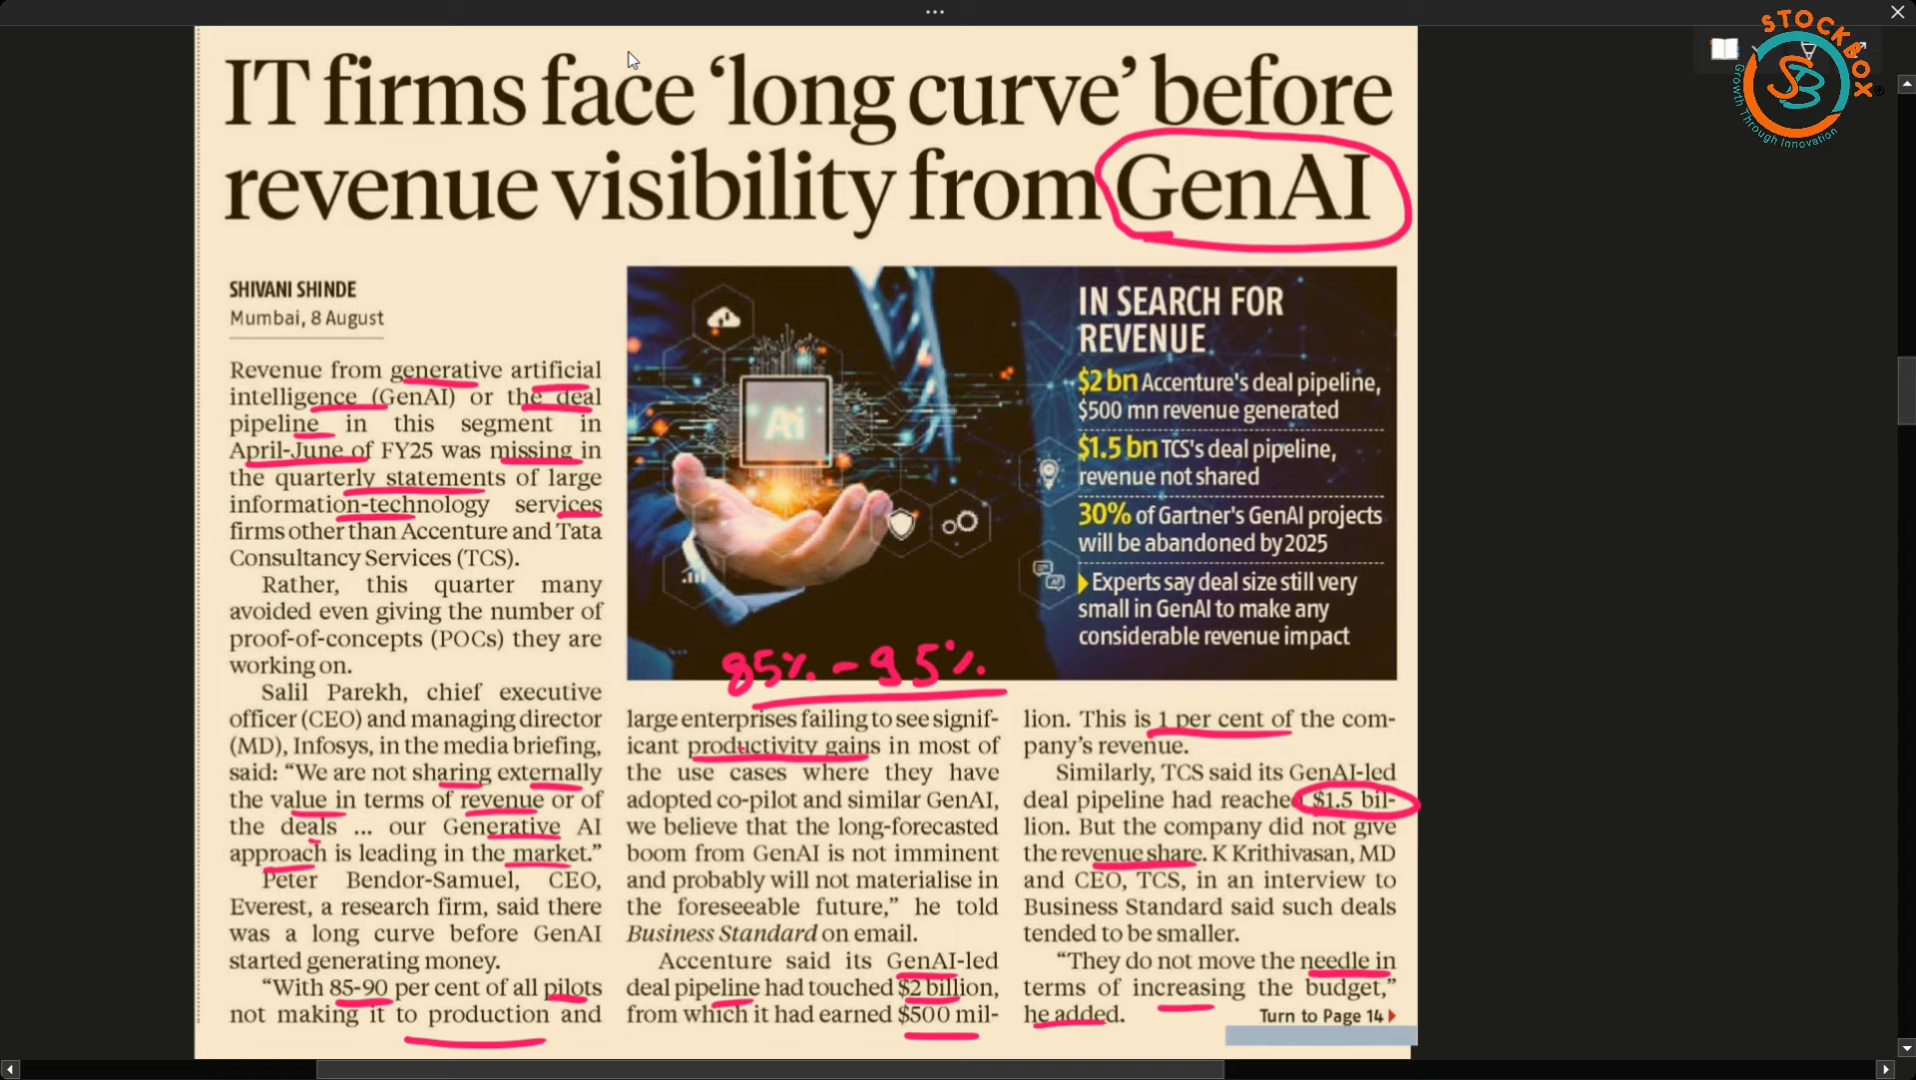 IT firms face ‘long curve’ before
revenue visibility from GenAI
SHIVANI SHINDE
Mumbai, 8 August
Revenue from generative artificial
intelligence (GenAI) or the deal
pipeline in this segment in
April-June of FY25 was missing in
the quarterly statements of large
information-technology services
firms other than Accenture and Tata
Consultancy Services (TCS).
Rather, this quarter many
avoided even giving the number of
proof-of-concepts (POCs) they are
working on.
Salil Parekh, chief executive
officer (CEO) and managing director
(MD), Infosys, in the media briefing,
said: “We are not sharing externally
the value in terms of revenue or of
the deals ... our Generative AI
approach is leading in the market.”
Peter Bendor-Samuel, CEO,
Everest, a research firm, said there
was a long curve before GenAI
started generating money.
“With 85-90 per cent of all pilots
not making it to production and
Ai
IN SEARCH FOR
REVENUE
$2 bn Accenture's deal pipeline,
$500 mn revenue generated
$1.5 bn TCS's deal pipeline,
revenue not shared
30% of Gartner's GenAI projects
will be abandoned by 2025
Experts say deal size still very
small in GenAI to make any
considerable revenue impact
85% - 95%
large enterprises failing to see signif-
icant productivity gains in most of
the use cases where they have
adopted co-pilot and similar GenAI,
we believe that the long-forecasted
boom from GenAI is not imminent
and probably will not materialise in
the foreseeable future,” he told
Business Standard on email.
Accenture said its GenAI-led
deal pipeline had touched $2 billion,
from which it had earned $500 mil-
lion. This is 1 per cent of the com-
pany’s revenue.
Similarly, TCS said its GenAI-led
deal pipeline had reached $1.5 bil-
lion. But the company did not give
the revenue share. K Krithivasan, MD
and CEO, TCS, in an interview to
Business Standard said such deals
tended to be smaller.
“They do not move the needle in
terms of increasing the budget,”
he added.
Turn to Page 14
STOCKBOX
SB
Growth Through Innovation